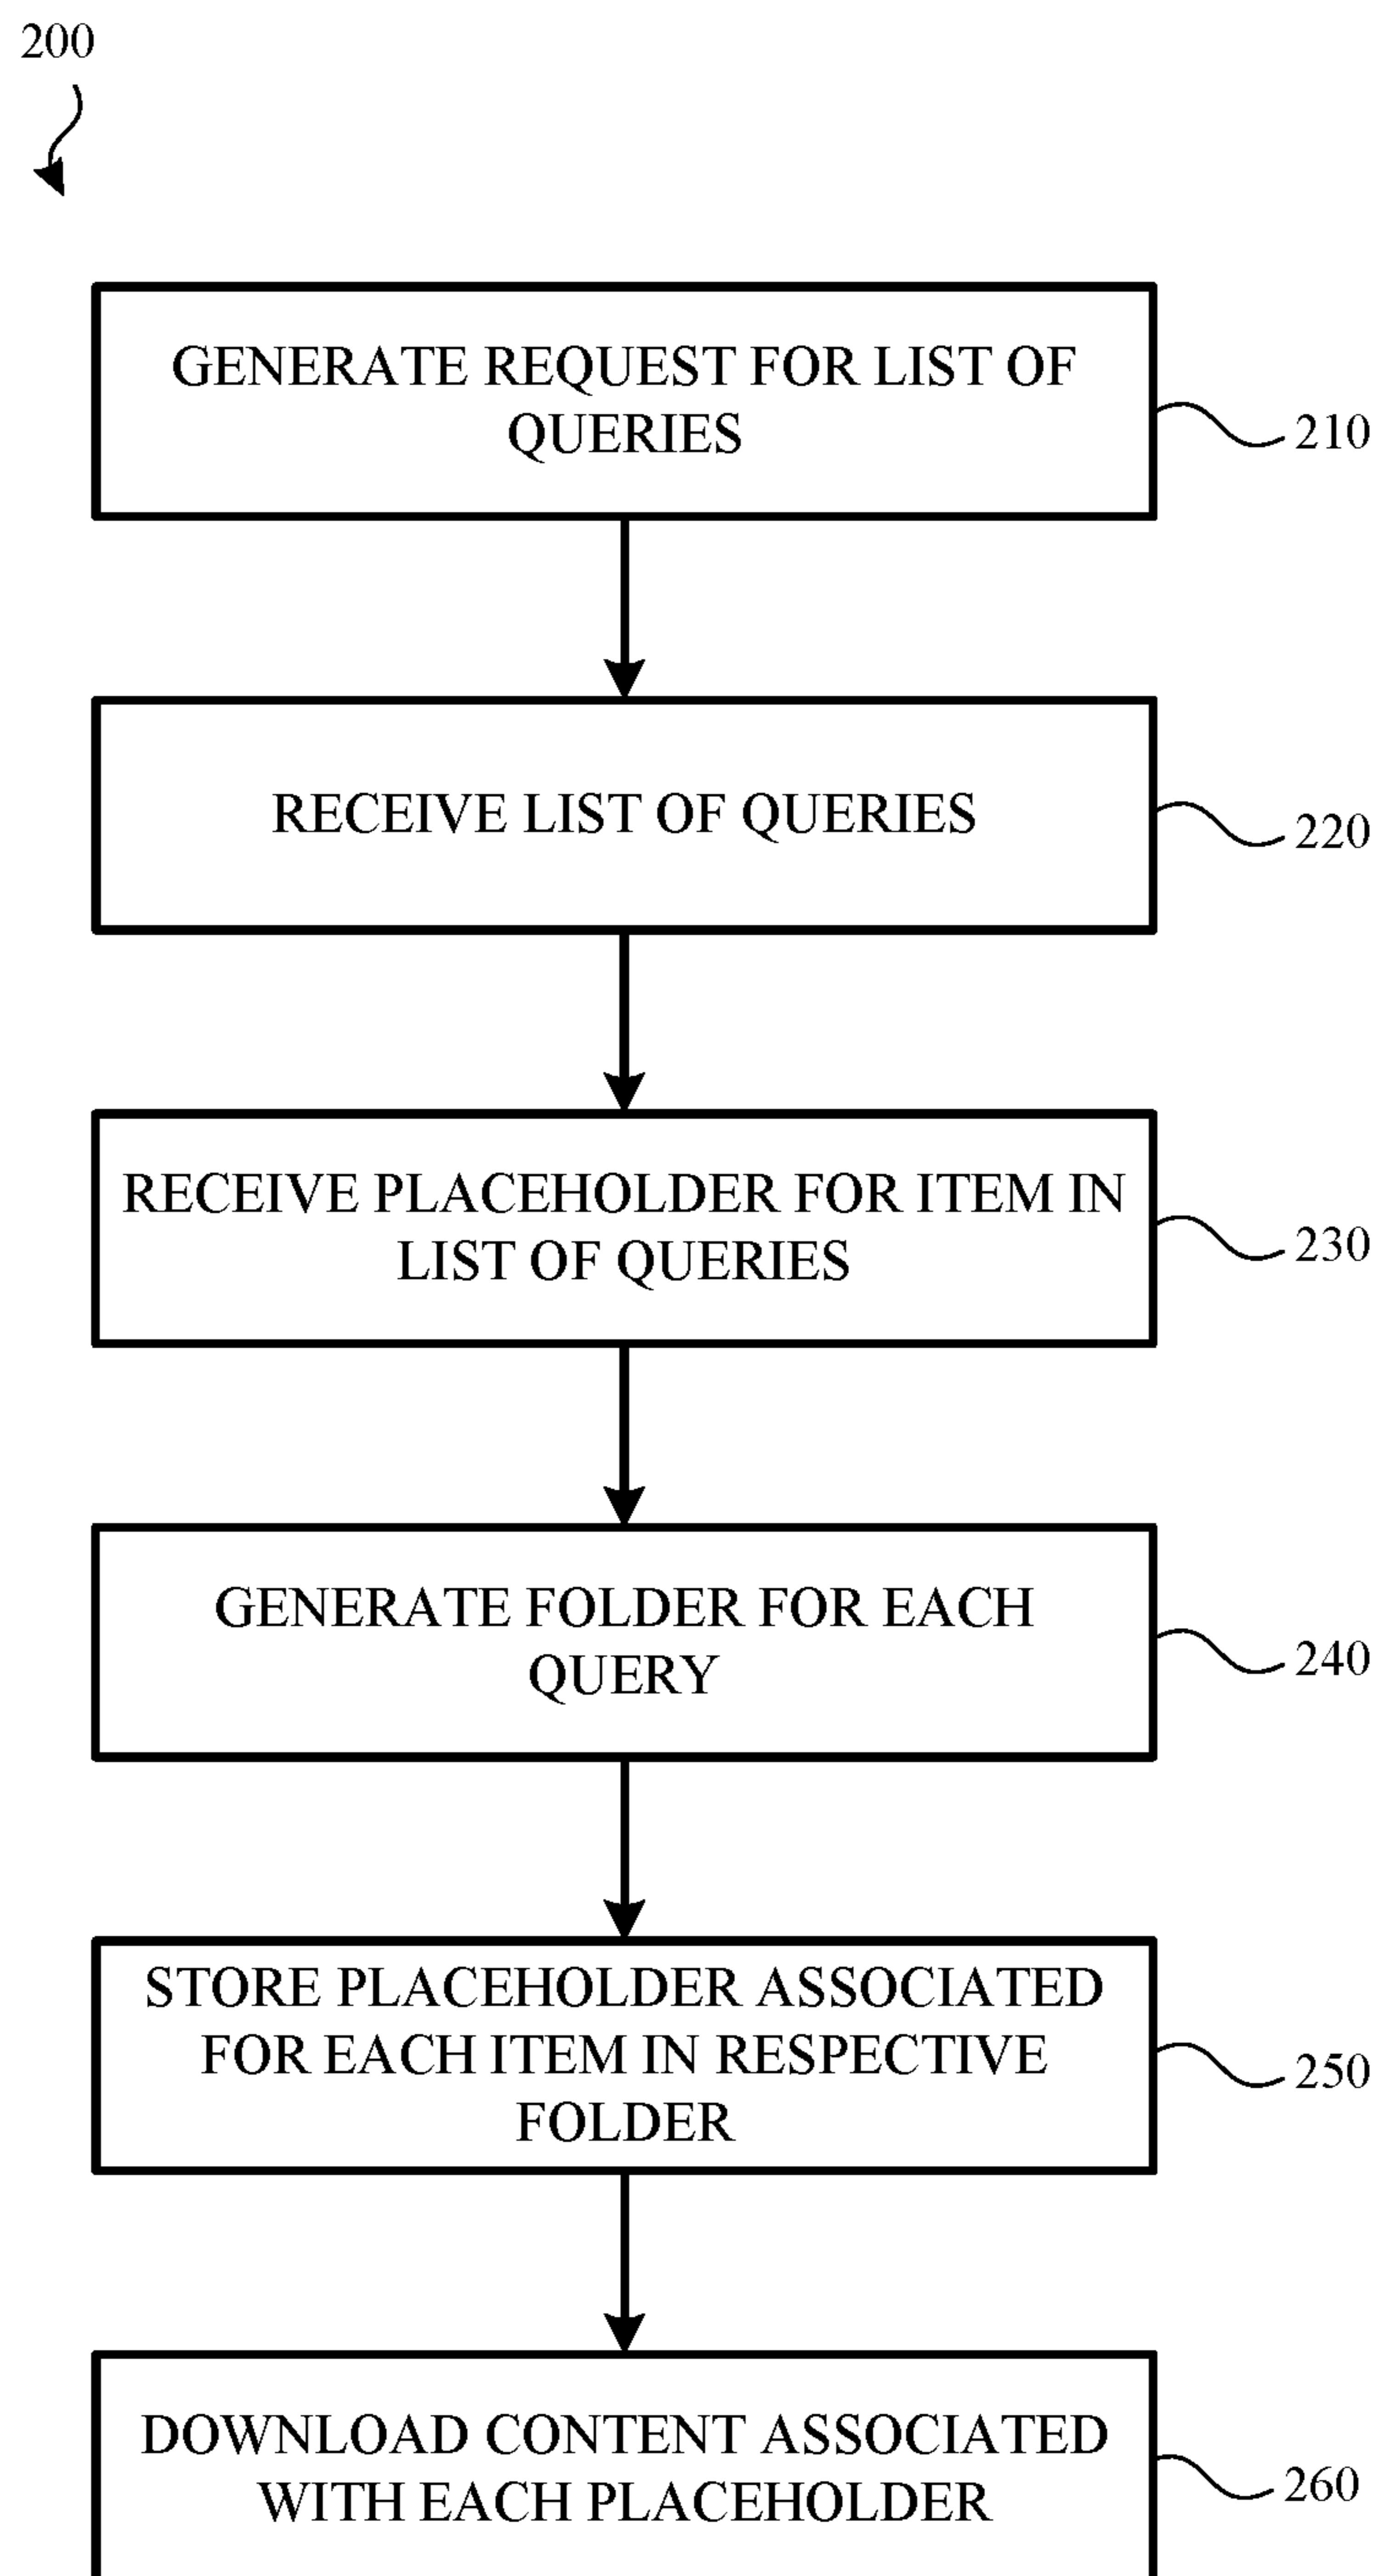 200
GENERATE REQUEST FOR LIST OF
QUERIES
210
RECEIVE LIST OF QUERIES
220
RECEIVE PLACEHOLDER FOR ITEM IN
LIST OF QUERIES
230
GENERATE FOLDER FOR EACH
QUERY
240
STORE PLACEHOLDER ASSOCIATED
FOR EACH ITEM IN RESPECTIVE
FOLDER
250
DOWNLOAD CONTENT ASSOCIATED
WITH EACH PLACEHOLDER
260